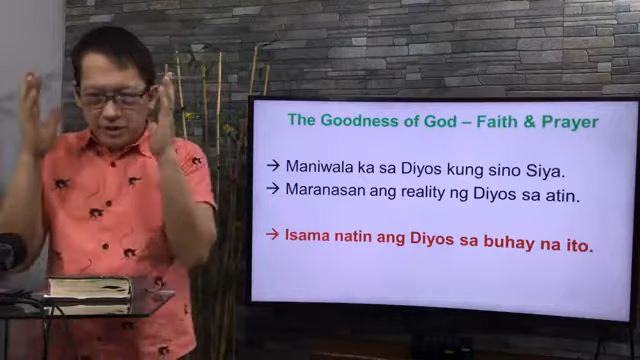 The Goodness of God – Faith & Prayer
→ Maniwala ka sa Diyos kung sino Siya.
→ Maranasan ang reality ng Diyos sa atin.
→ Isama natin ang Diyos sa buhay na ito.